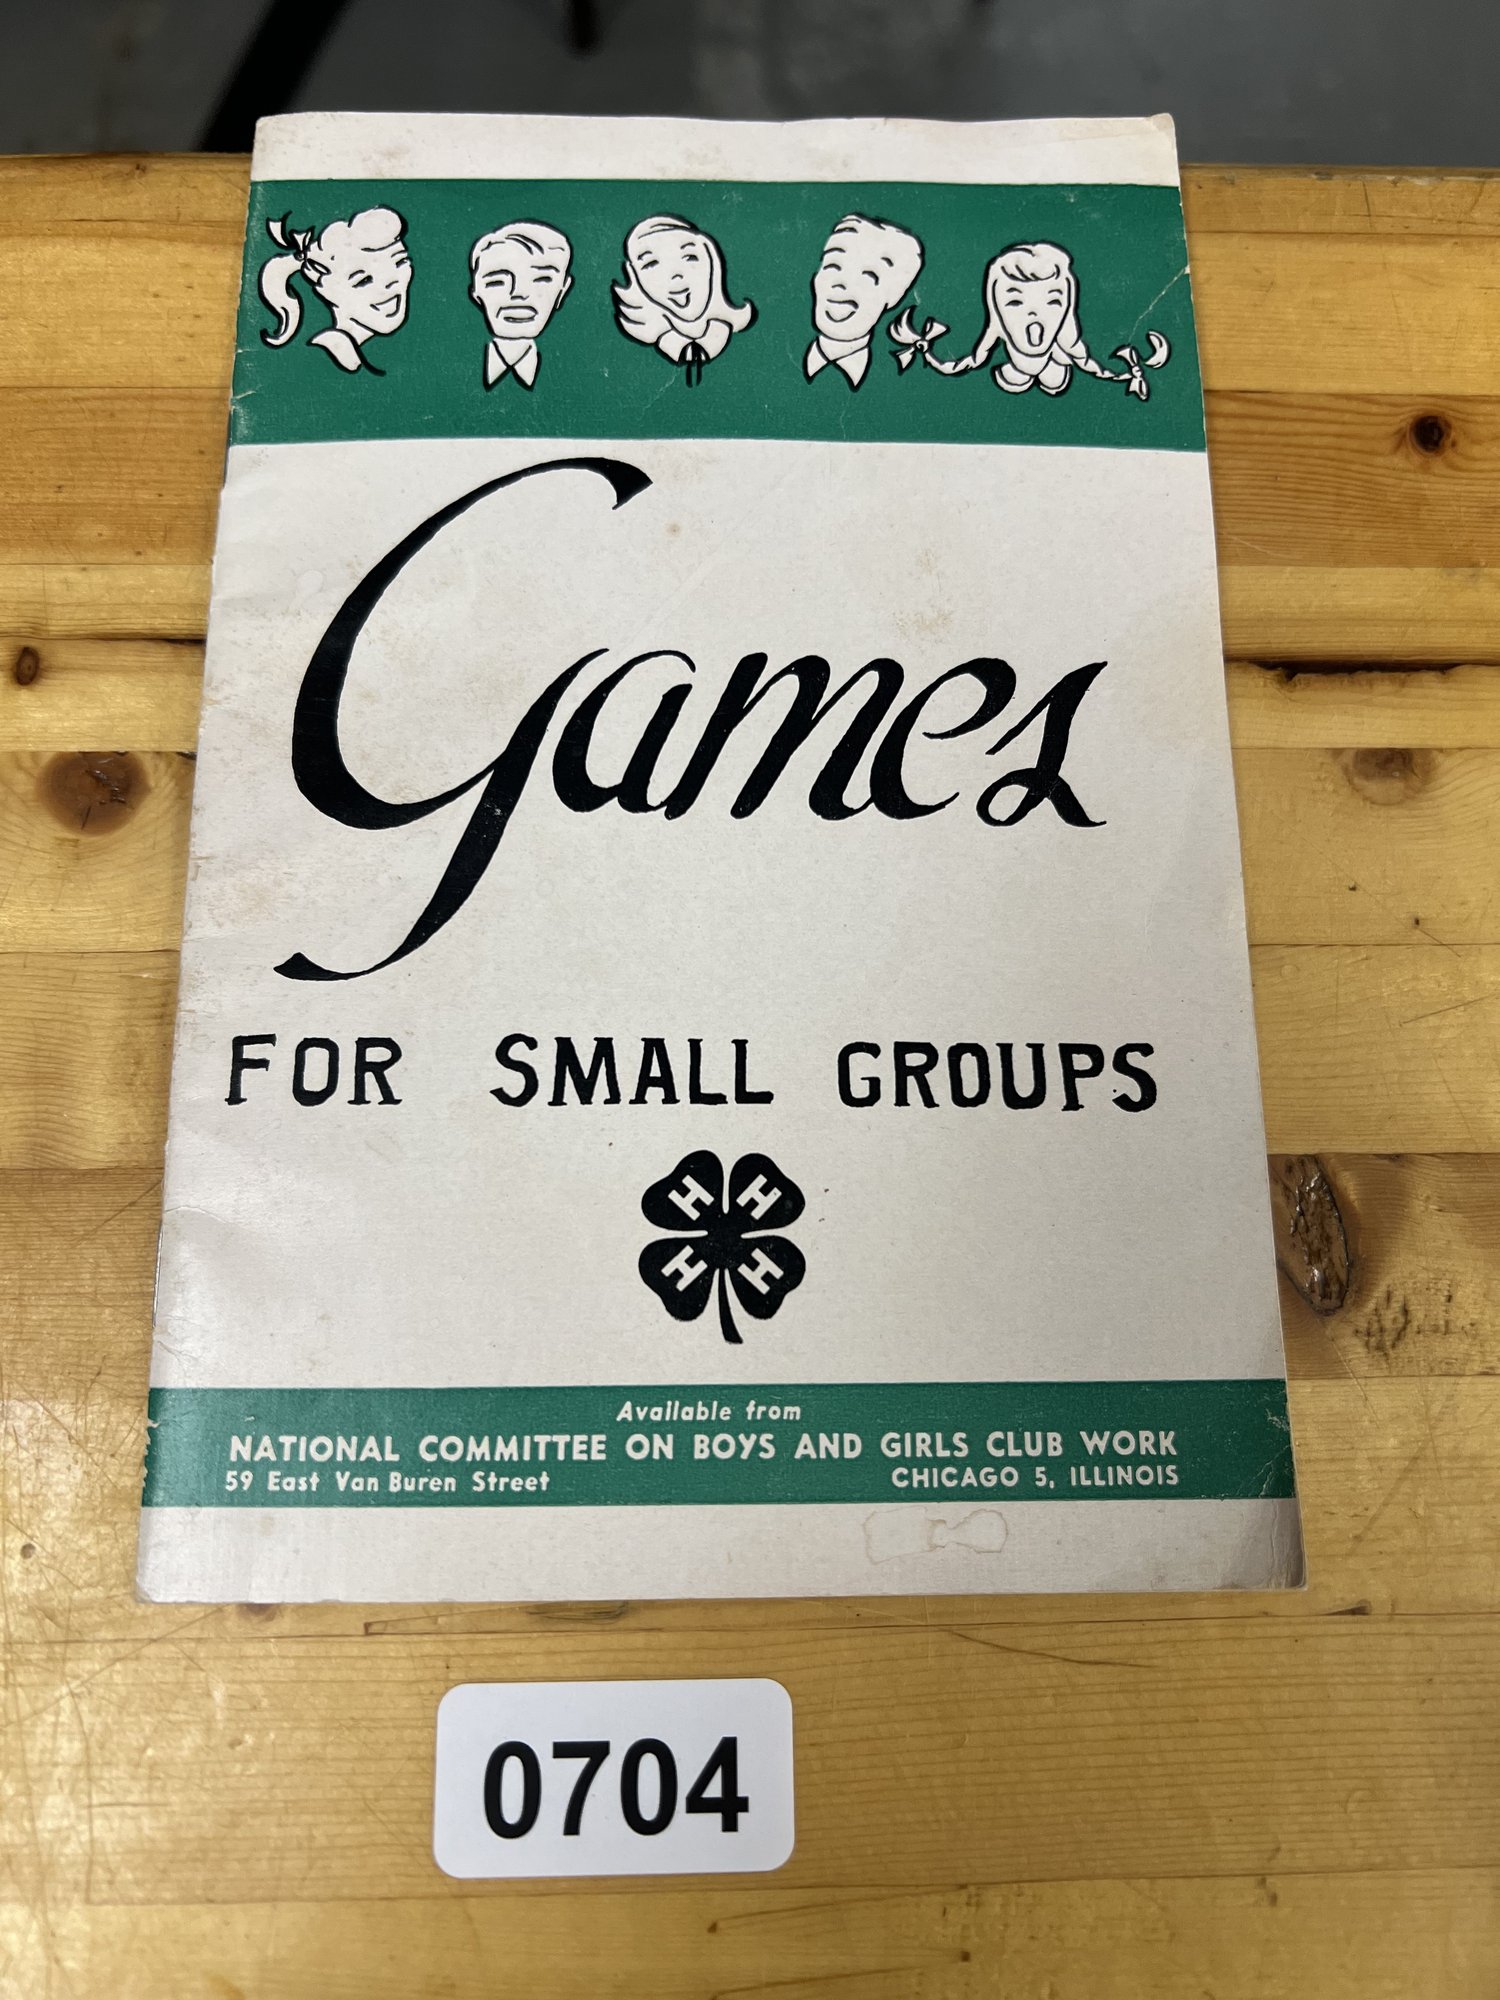 Games
FOR SMALL GROUPS
H H
H H
Available from
NATIONAL COMMITTEE ON BOYS AND GIRLS CLUB WORK
59 East Van Buren Street CHICAGO 5, ILLINOIS
0704